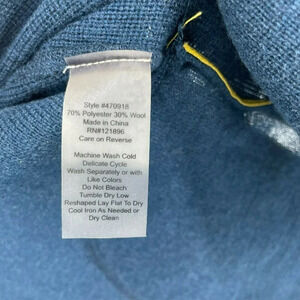 Style #470918
70% Polyester 30% Wool
Made in China
RN#121896
Care on Reverse
Machine Wash Cold
Delicate Cycle
Wash Separately or with
Like Colors
Do Not Bleach
Tumble Dry Low
Reshaped Lay Flat To Dry
Cool Iron As Needed or
Dry Clean